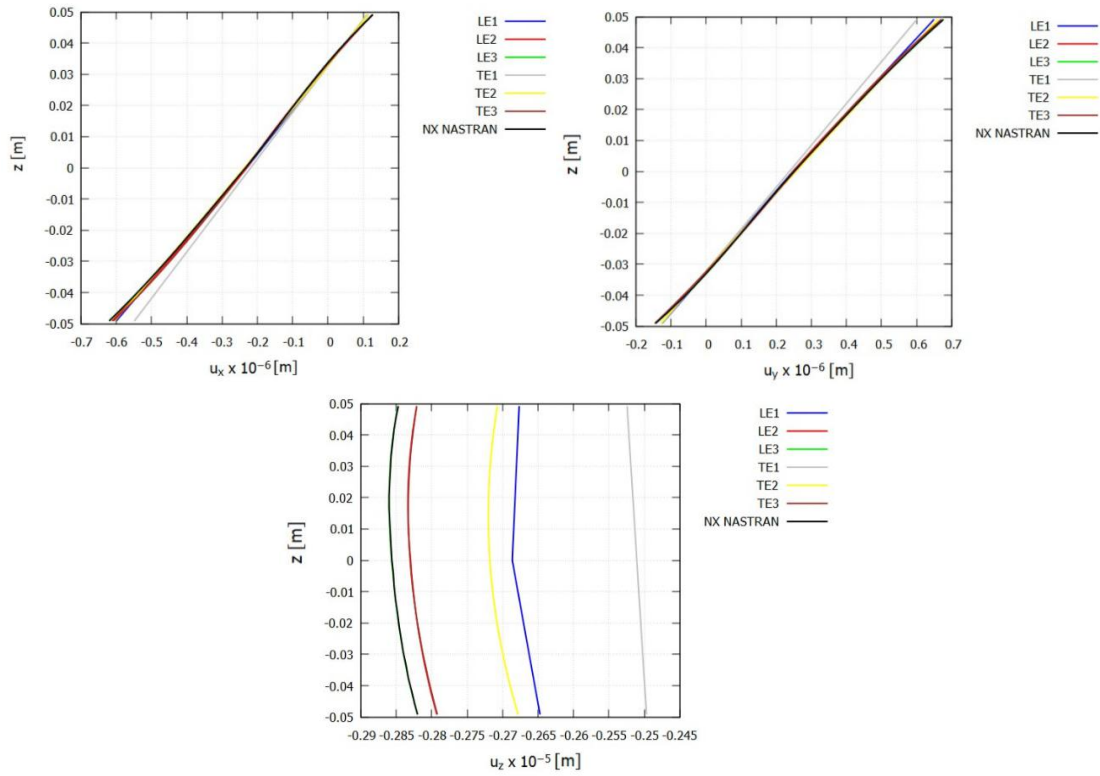 0.05
0.04
0.03
0.02
0.01
0
-0.01
-0.02
-0.03
-0.04
-0.05
z [m]
-0.7 -0.6 -0.5 -0.4 -0.3 -0.2 -0.1 0 0.1 0.2
uₓ x 10⁻⁶ [m]
LE1
LE2
LE3
TE1
TE2
TE3
NX NASTRAN
0.05
0.04
0.03
0.02
0.01
0
-0.01
-0.02
-0.03
-0.04
-0.05
z [m]
-0.2 -0.1 0 0.1 0.2 0.3 0.4 0.5 0.6 0.7
u_y x 10⁻⁶ [m]
LE1
LE2
LE3
TE1
TE2
TE3
NX NASTRAN
0.05
0.04
0.03
0.02
0.01
0
-0.01
-0.02
-0.03
-0.04
-0.05
z [m]
-0.29 -0.285 -0.28 -0.275 -0.27 -0.265 -0.26 -0.255 -0.25 -0.245
u_z x 10⁻⁵ [m]
LE1
LE2
LE3
TE1
TE2
TE3
NX NASTRAN